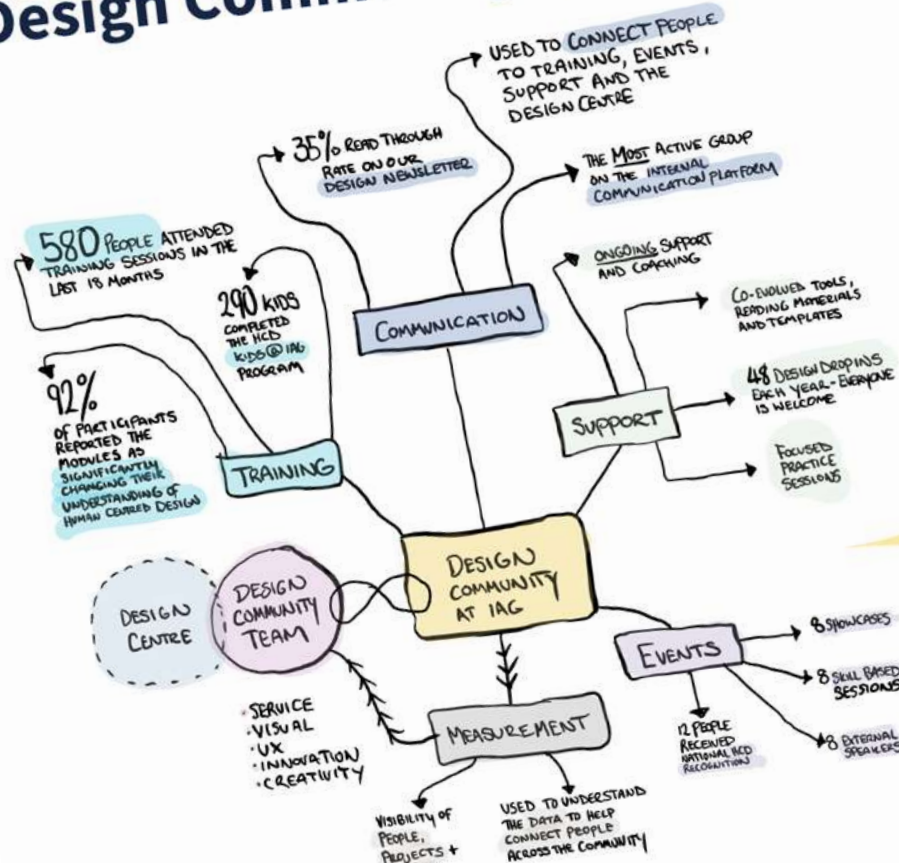 Design
USED TO CONNECT PEOPLE
TO TRAINING, EVENTS,
SUPPORT AND THE
DESIGN CENTRE
35% READ THROUGH
RATE ON OUR
DESIGN NEWSLETTER
THE MOST ACTIVE GROUP
ON THE INTERNAL
COMMUNICATION PLATFORM
580 PEOPLE ATTENDED
TRAINING SESSIONS IN THE
LAST 18 MONTHS
290 KIDS
COMPLETED
THE HCD
KIDS@IAG
PROGRAM
COMMUNICATION
ONGOING SUPPORT
AND COACHING
CO-EVOLVED TOOLS,
READING MATERIALS
AND TEMPLATES
48 DESIGN DROP INS
EACH YEAR - EVERYONE
IS WELCOME
FOCUSED
PRACTICE
SESSIONS
SUPPORT
92%
OF PARTICIPANTS
REPORTED THE
MODULES AS
SIGNIFICANTLY
CHANGING THEIR
UNDERSTANDING OF
HUMAN CENTRED DESIGN
TRAINING
DESIGN
CENTRE
DESIGN
COMMUNITY
TEAM
DESIGN
COMMUNITY
AT IAG
EVENTS
8 SHOWCASES
8 SKILL BASED
SESSIONS
8 EXTERNAL
SPEAKERS
12 PEOPLE
RECEIVED
NATIONAL HCD
RECOGNITION
• SERVICE
• VISUAL
• UX
• INNOVATION
• CREATIVITY
MEASUREMENT
VISIBILITY OF
PEOPLE,
PROJECTS +
USED TO UNDERSTAND
THE DATA TO HELP
CONNECT PEOPLE
ACROSS THE COMMUNITY